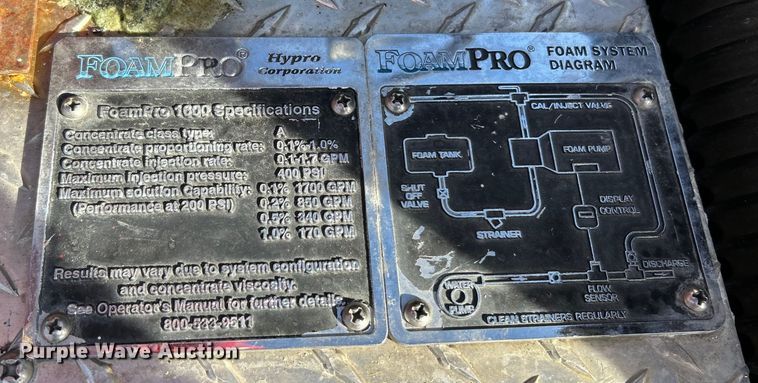 FOAMPRO®
Hypro
Corporation
FoamPro 1600 Specifications
Concentrate class type: A
Concentrate proportioning rate: 0.1%-1.0%
Concentrate injection rate: 0.1-1.7 GPM
Maximum injection pressure: 400 PSI
Maximum solution Capability: 0.1% 1700 GPM
(Performance at 200 PSI) 0.2% 850 GPM
0.5% 340 GPM
1.0% 170 GPM
Results may vary due to system configuration
and concentrate viscosity.
See Operator's Manual for further details.
800-533-9511
FOAMPRO®
FOAM SYSTEM
DIAGRAM
CAL/INJECT VALVE
FOAM TANK
FOAM PUMP
SHUT
OFF
VALVE
STRAINER
DISPLAY
CONTROL
DISCHARGE
WATER
PUMP
FLOW
SENSOR
CLEAN STRAINERS REGULARLY
Purple Wave Auction